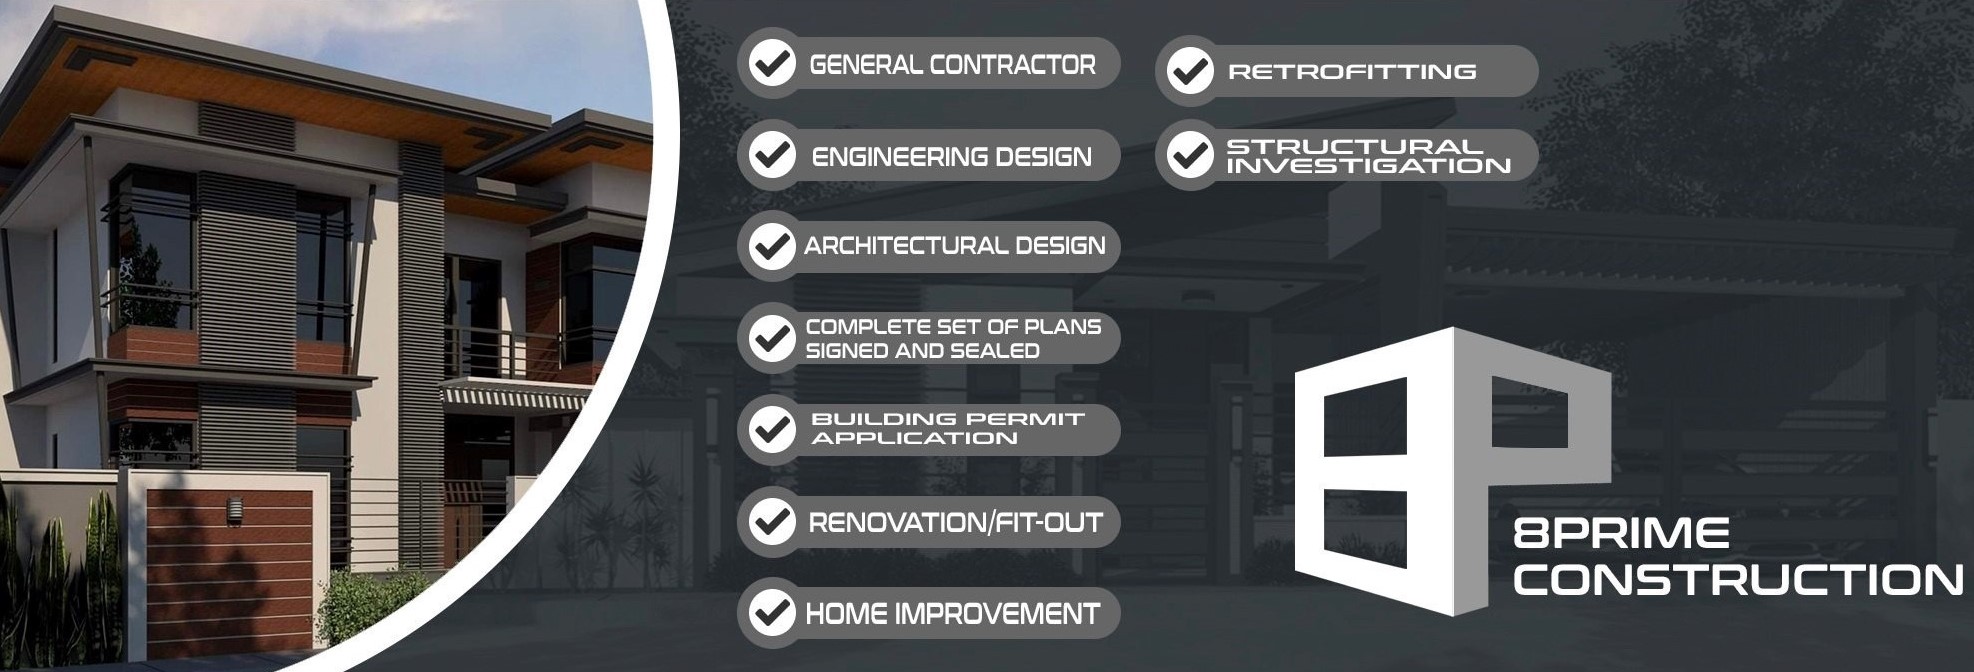 GENERAL CONTRACTOR
ENGINEERING DESIGN
ARCHITECTURAL DESIGN
COMPLETE SET OF PLANS
SIGNED AND SEALED
BUILDING PERMIT
APPLICATION
RENOVATION/FIT-OUT
HOME IMPROVEMENT
RETROFITTING
STRUCTURAL
INVESTIGATION
8P
8PRIME
CONSTRUCTION